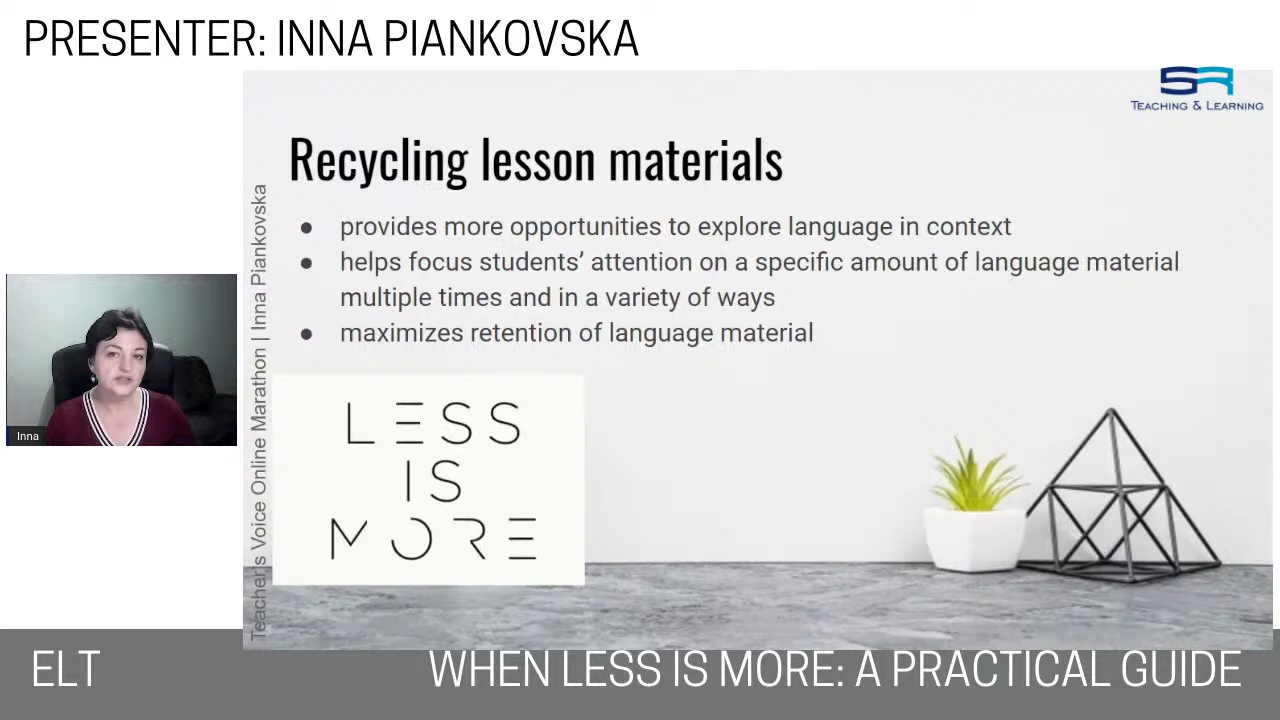 PRESENTER: INNA PIANKOVSKA
SR
TEACHING & LEARNING
Recycling lesson materials
● provides more opportunities to explore language in context
● helps focus students’ attention on a specific amount of language material
multiple times and in a variety of ways
● maximizes retention of language material
Teacher's Voice Online Marathon | Inna Piankovska
LESS
IS
MORE
Inna
ELT
WHEN LESS IS MORE: A PRACTICAL GUIDE